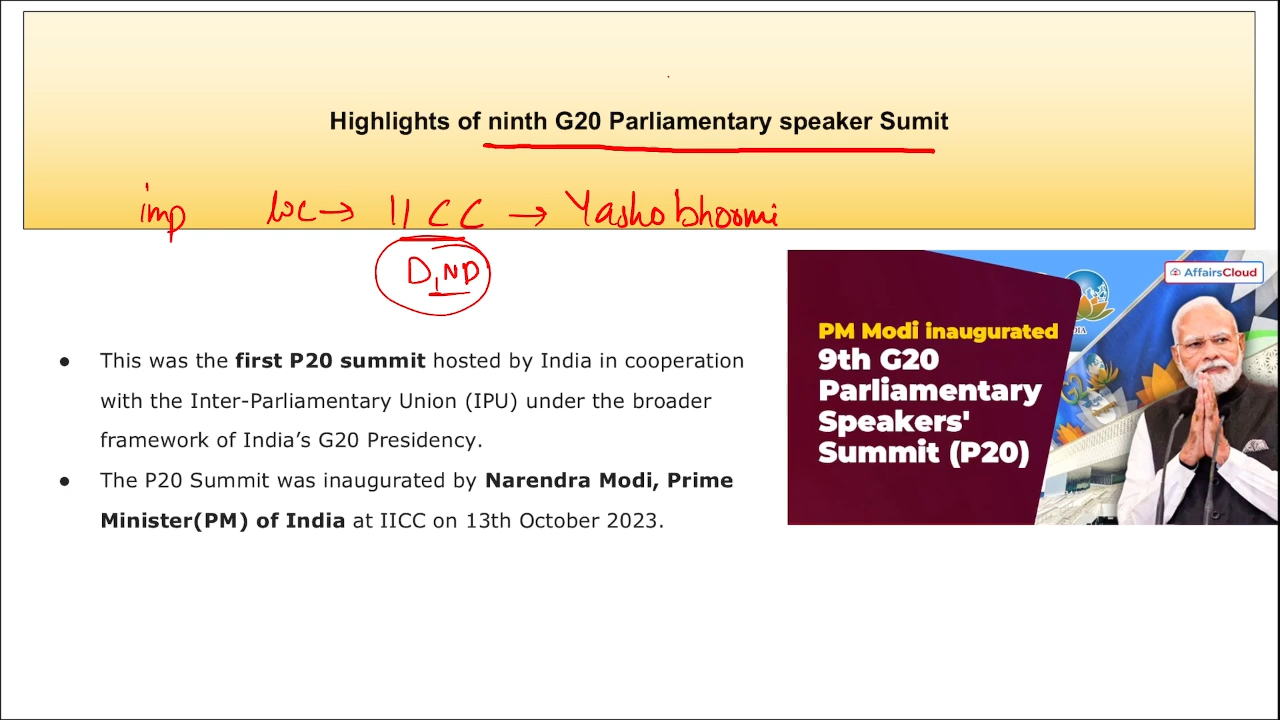 Highlights of ninth G20 Parliamentary speaker Sumit
imp loc → IICC → Yashobhoomi
D, ND
● This was the first P20 summit hosted by India in cooperation
with the Inter-Parliamentary Union (IPU) under the broader
framework of India’s G20 Presidency.
● The P20 Summit was inaugurated by Narendra Modi, Prime
Minister(PM) of India at IICC on 13th October 2023.
AffairsCloud
PM Modi inaugurated
9th G20
Parliamentary
Speakers'
Summit (P20)